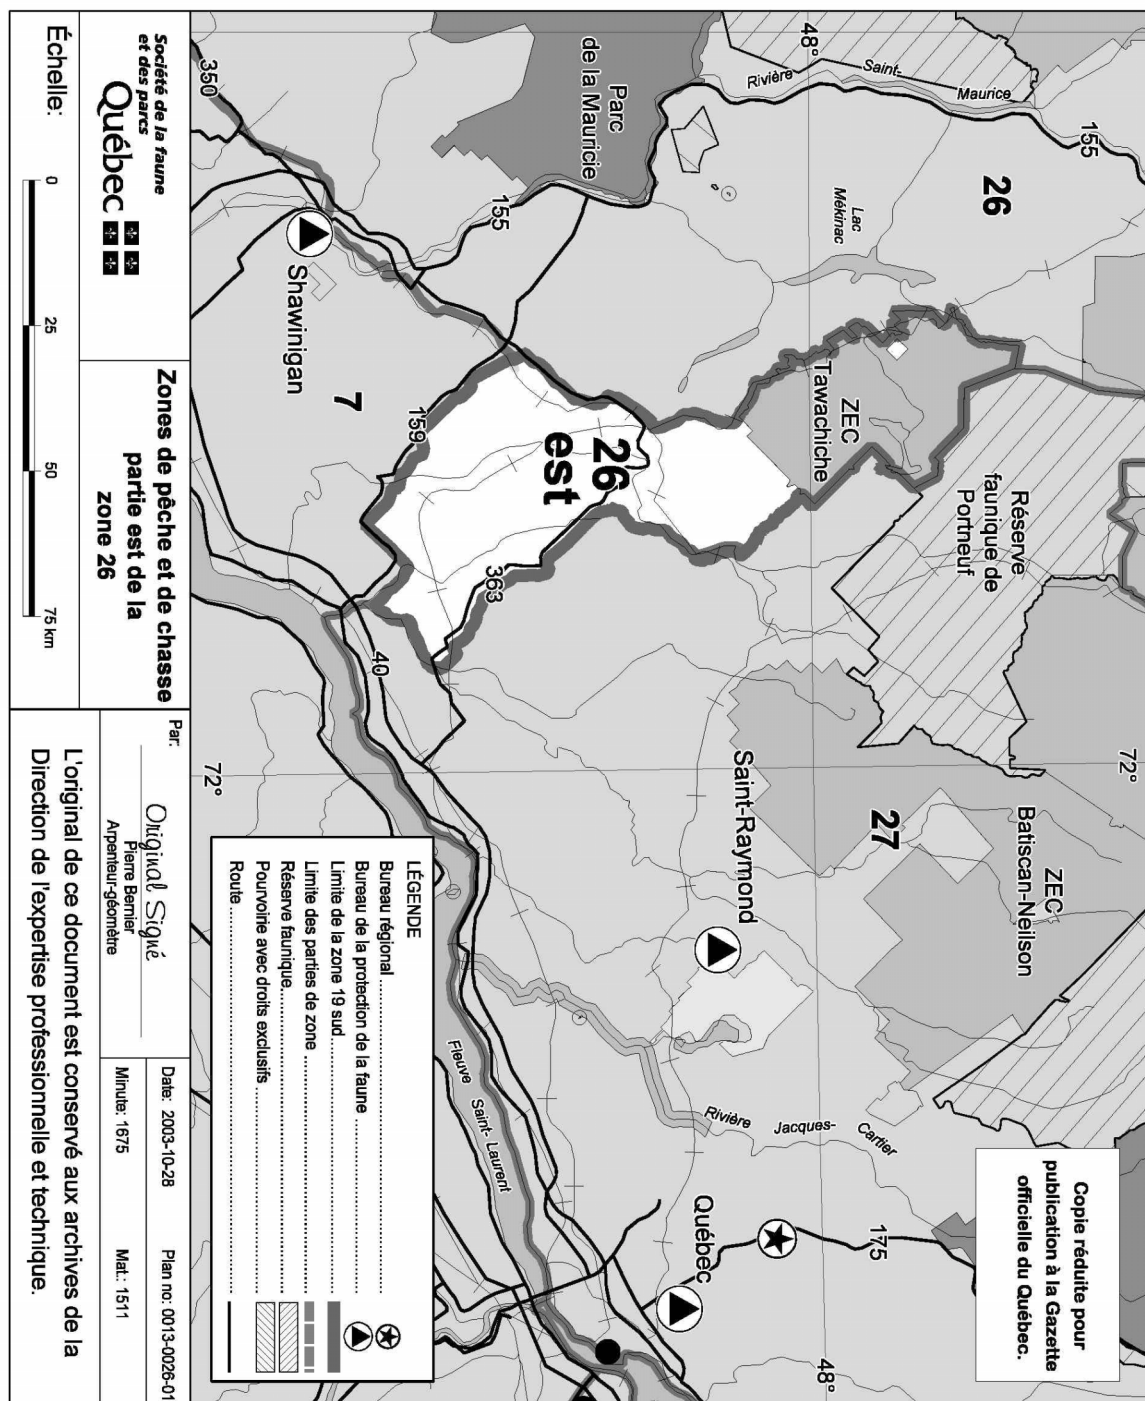 Copie réduite pour
publication à la Gazette
officielle du Québec.
48°
Rivière
Saint-
Maurice
155
26
Lac
Mékinac
Parc
de la Mauricie
155
350
Shawinigan
7
159
26
est
ZEC
Tawachiche
Réserve
faunique de
Portneuf
363
40
72°
72°
27
ZEC
Batiscan-Neilson
Saint-Raymond
Rivière
Jacques-
Cartier
175
Québec
48°
Fleuve
Saint-Laurent
LÉGENDE
Bureau régional
Bureau de la protection de la faune
Limite de la zone 19 sud
Limite des parties de zone
Réserve faunique
Pourvoirie avec droits exclusifs
Route
Société de la faune
et des parcs
Québec
Échelle:
0 25 50 75 km
Zones de pêche et de chasse
partie est de la
zone 26
Par:
Original Signé
Pierre Bernier
Arpenteur-géomètre
Date: 2003-10-28 Plan no: 0013-0026-01
Minute: 1675 Mat.: 1511
L'original de ce document est conservé aux archives de la
Direction de l'expertise professionnelle et technique.